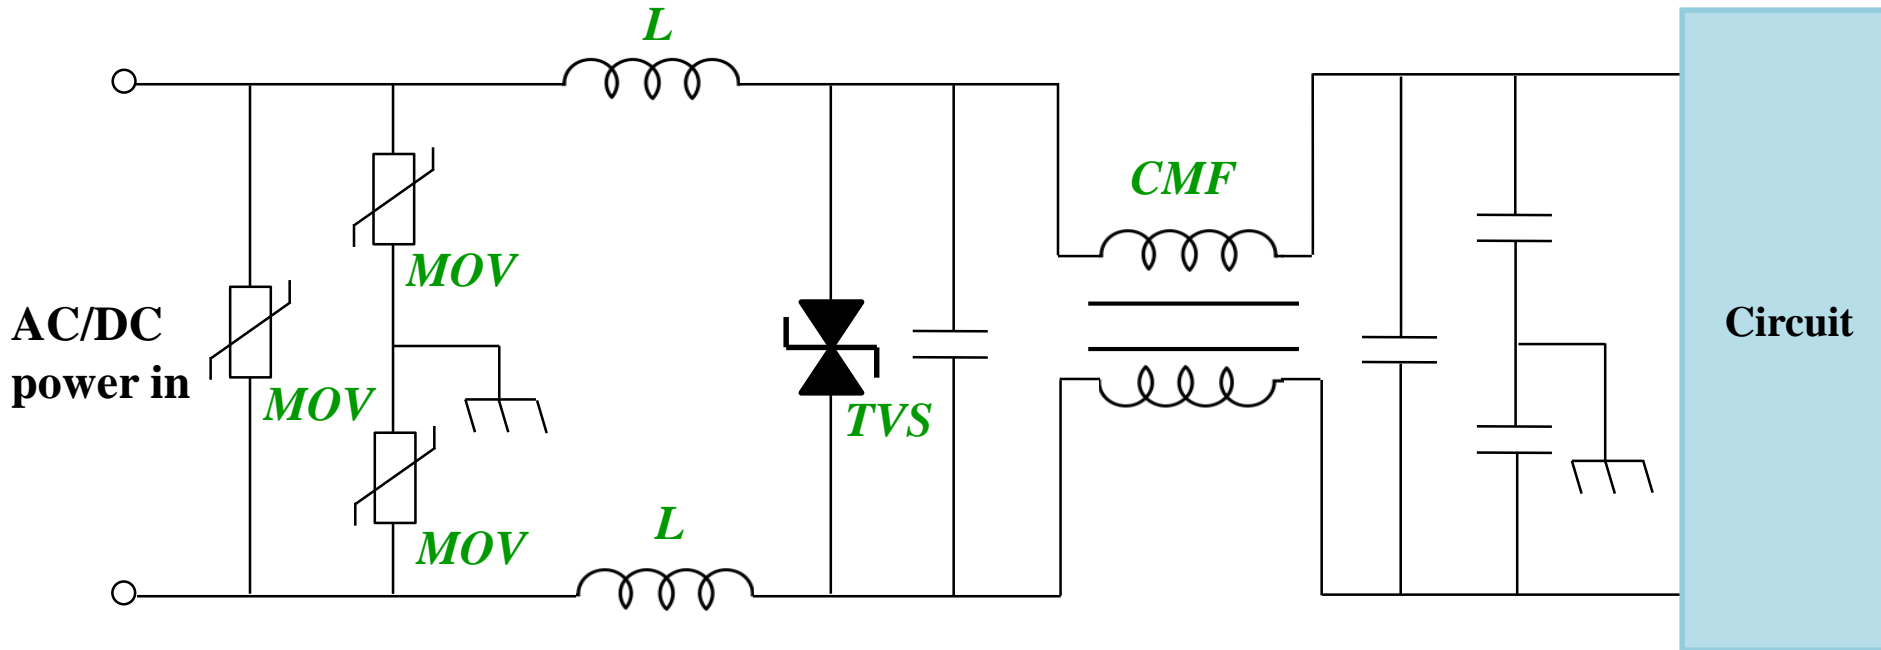 L
CMF
MOV
AC/DC
power in
MOV
TVS
Circuit
L
MOV